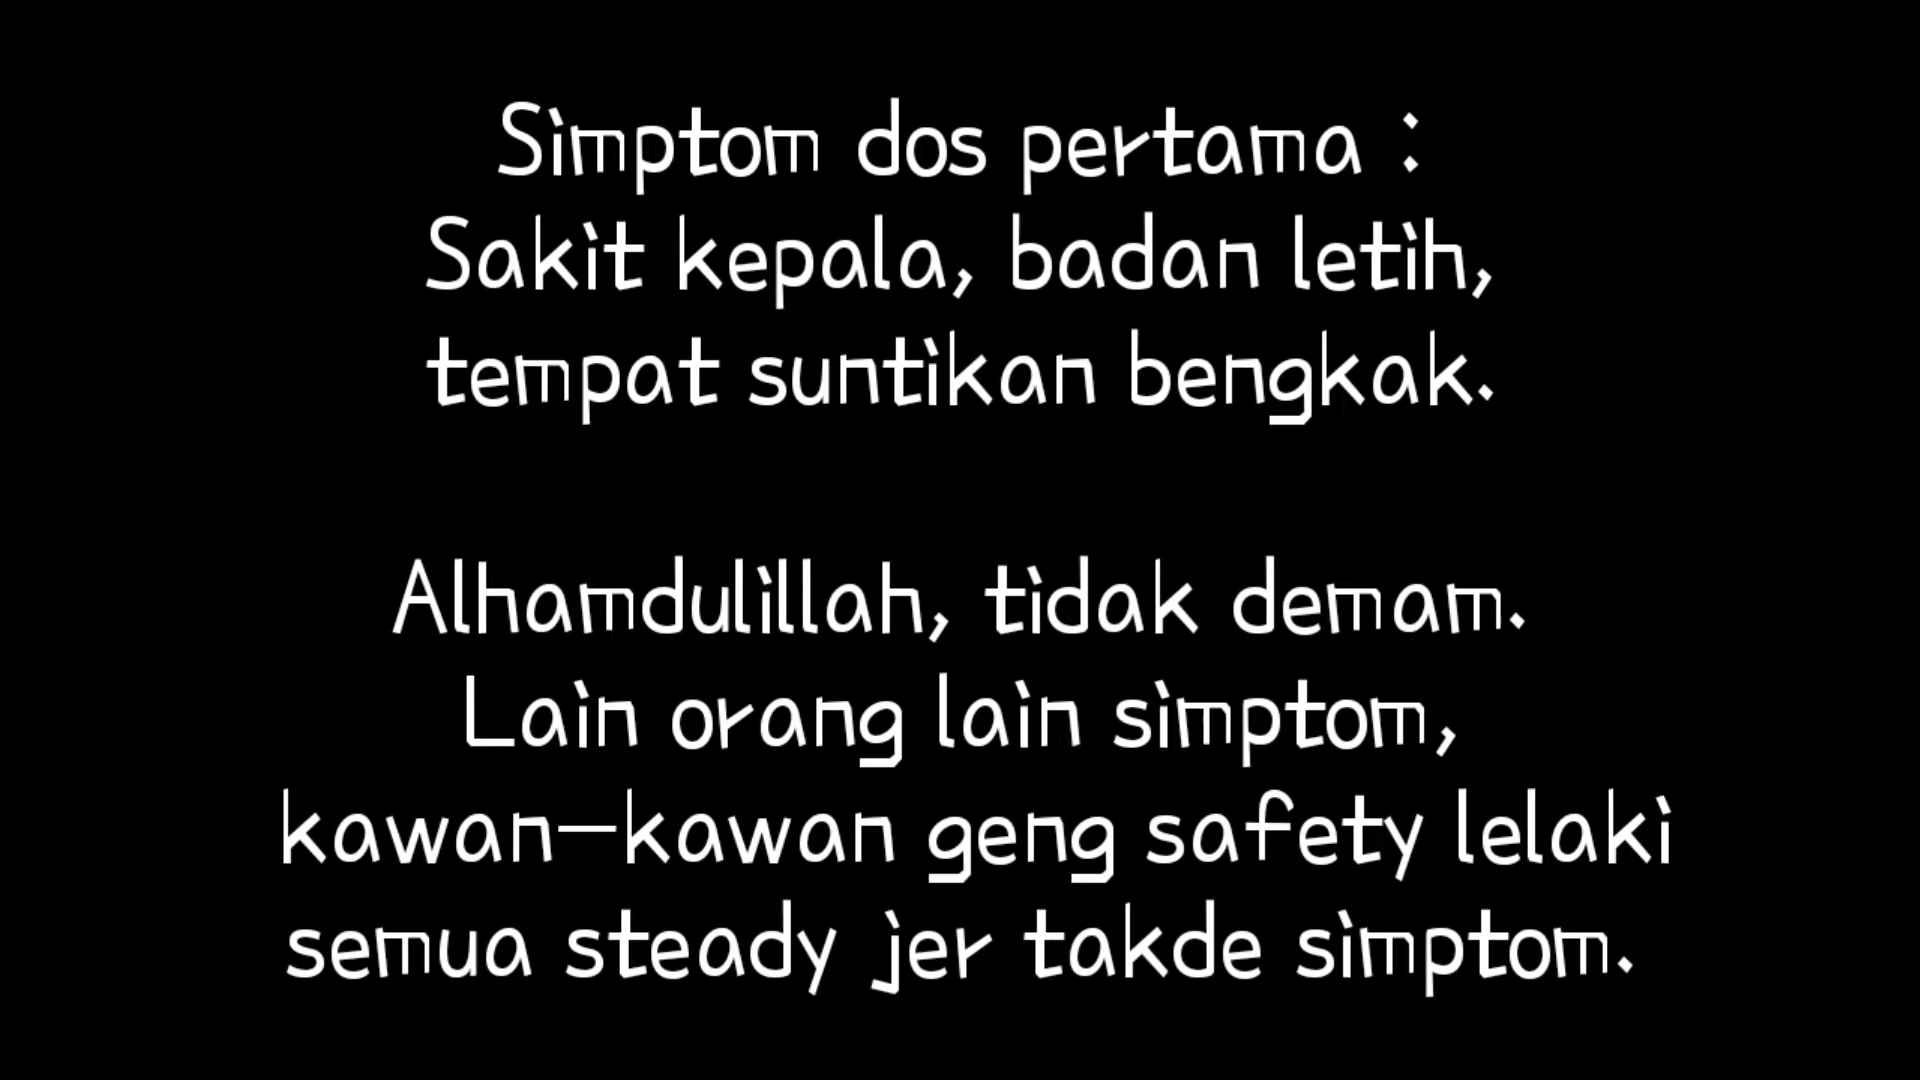 Simptom dos pertama :
Sakit kepala, badan letih,
tempat suntikan bengkak.
Alhamdulillah, tidak demam.
Lain orang lain simptom,
kawan-kawan geng safety lelaki
semua steady jer takde simptom.